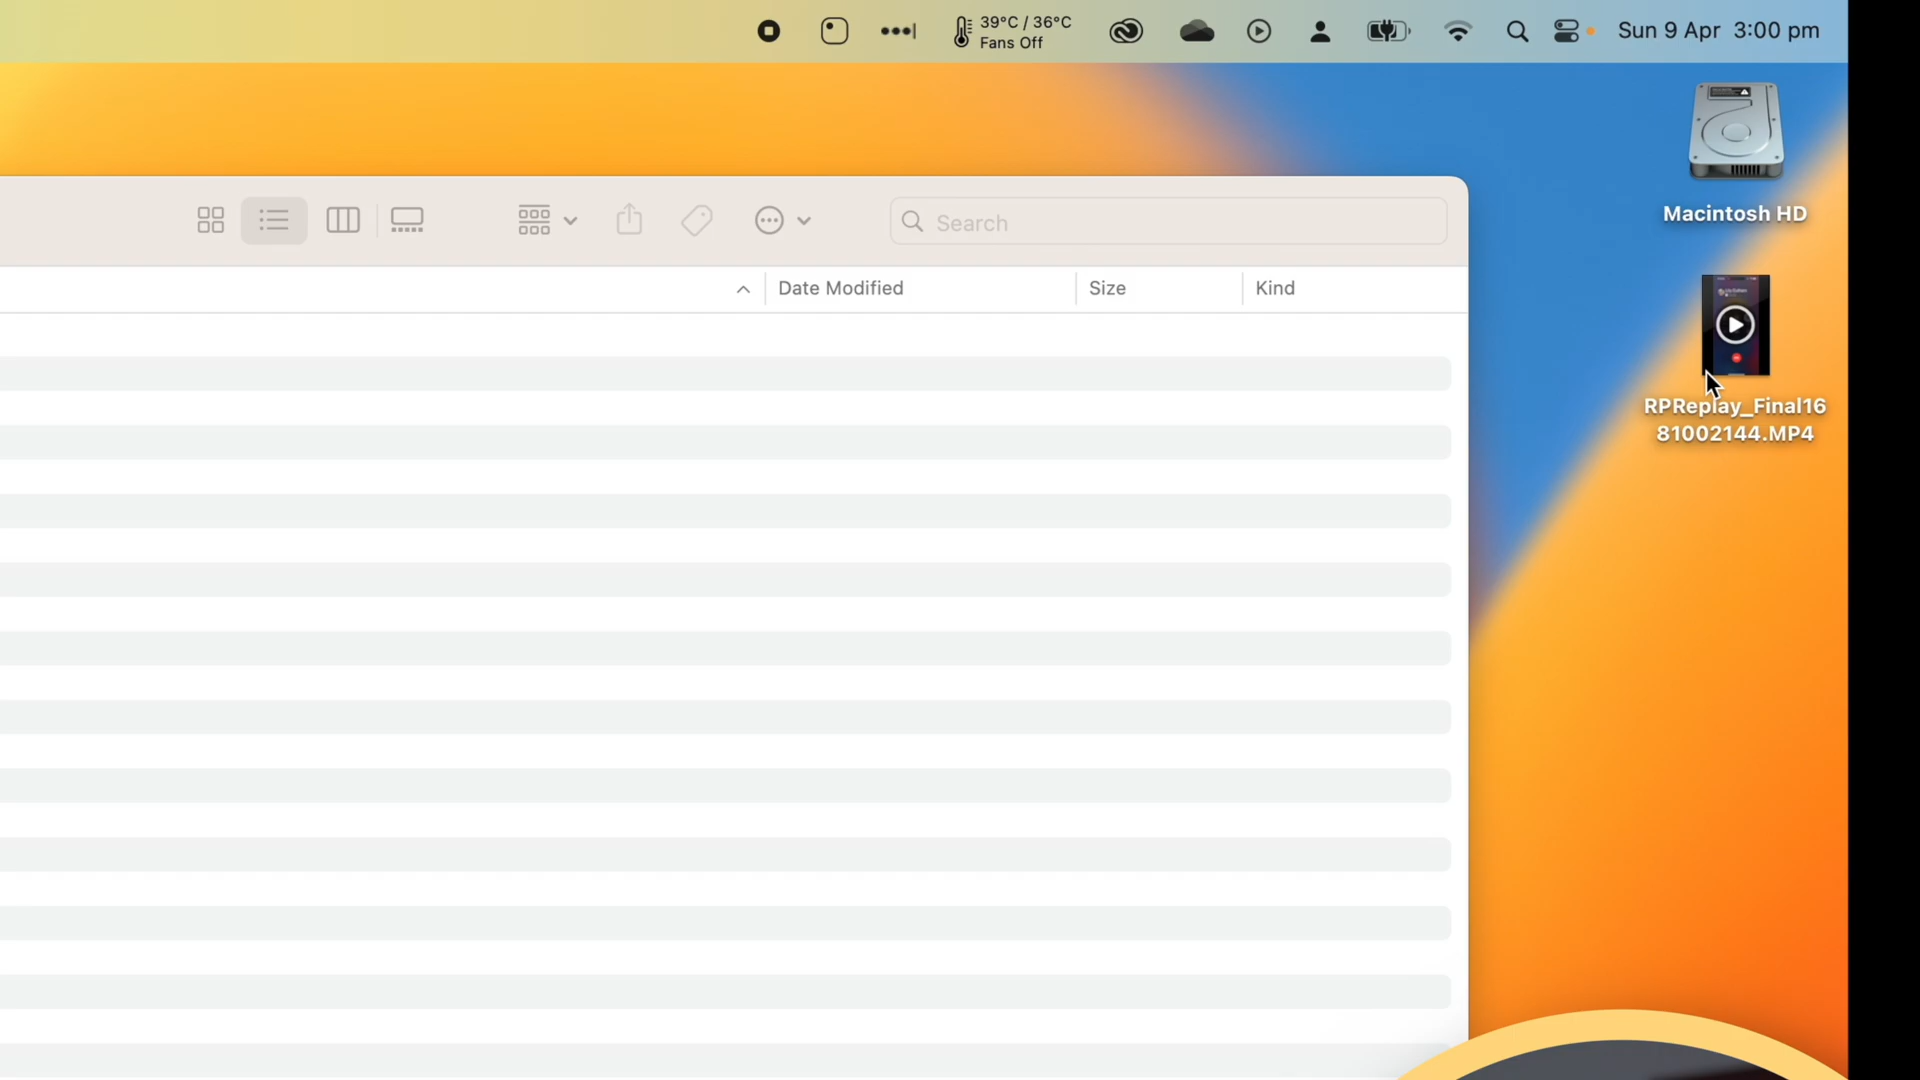 39°C / 36°C
Fans Off
Sun 9 Apr 3:00 pm
Macintosh HD
Search
Date Modified
Size
Kind
RPReplay_Final16
81002144.MP4